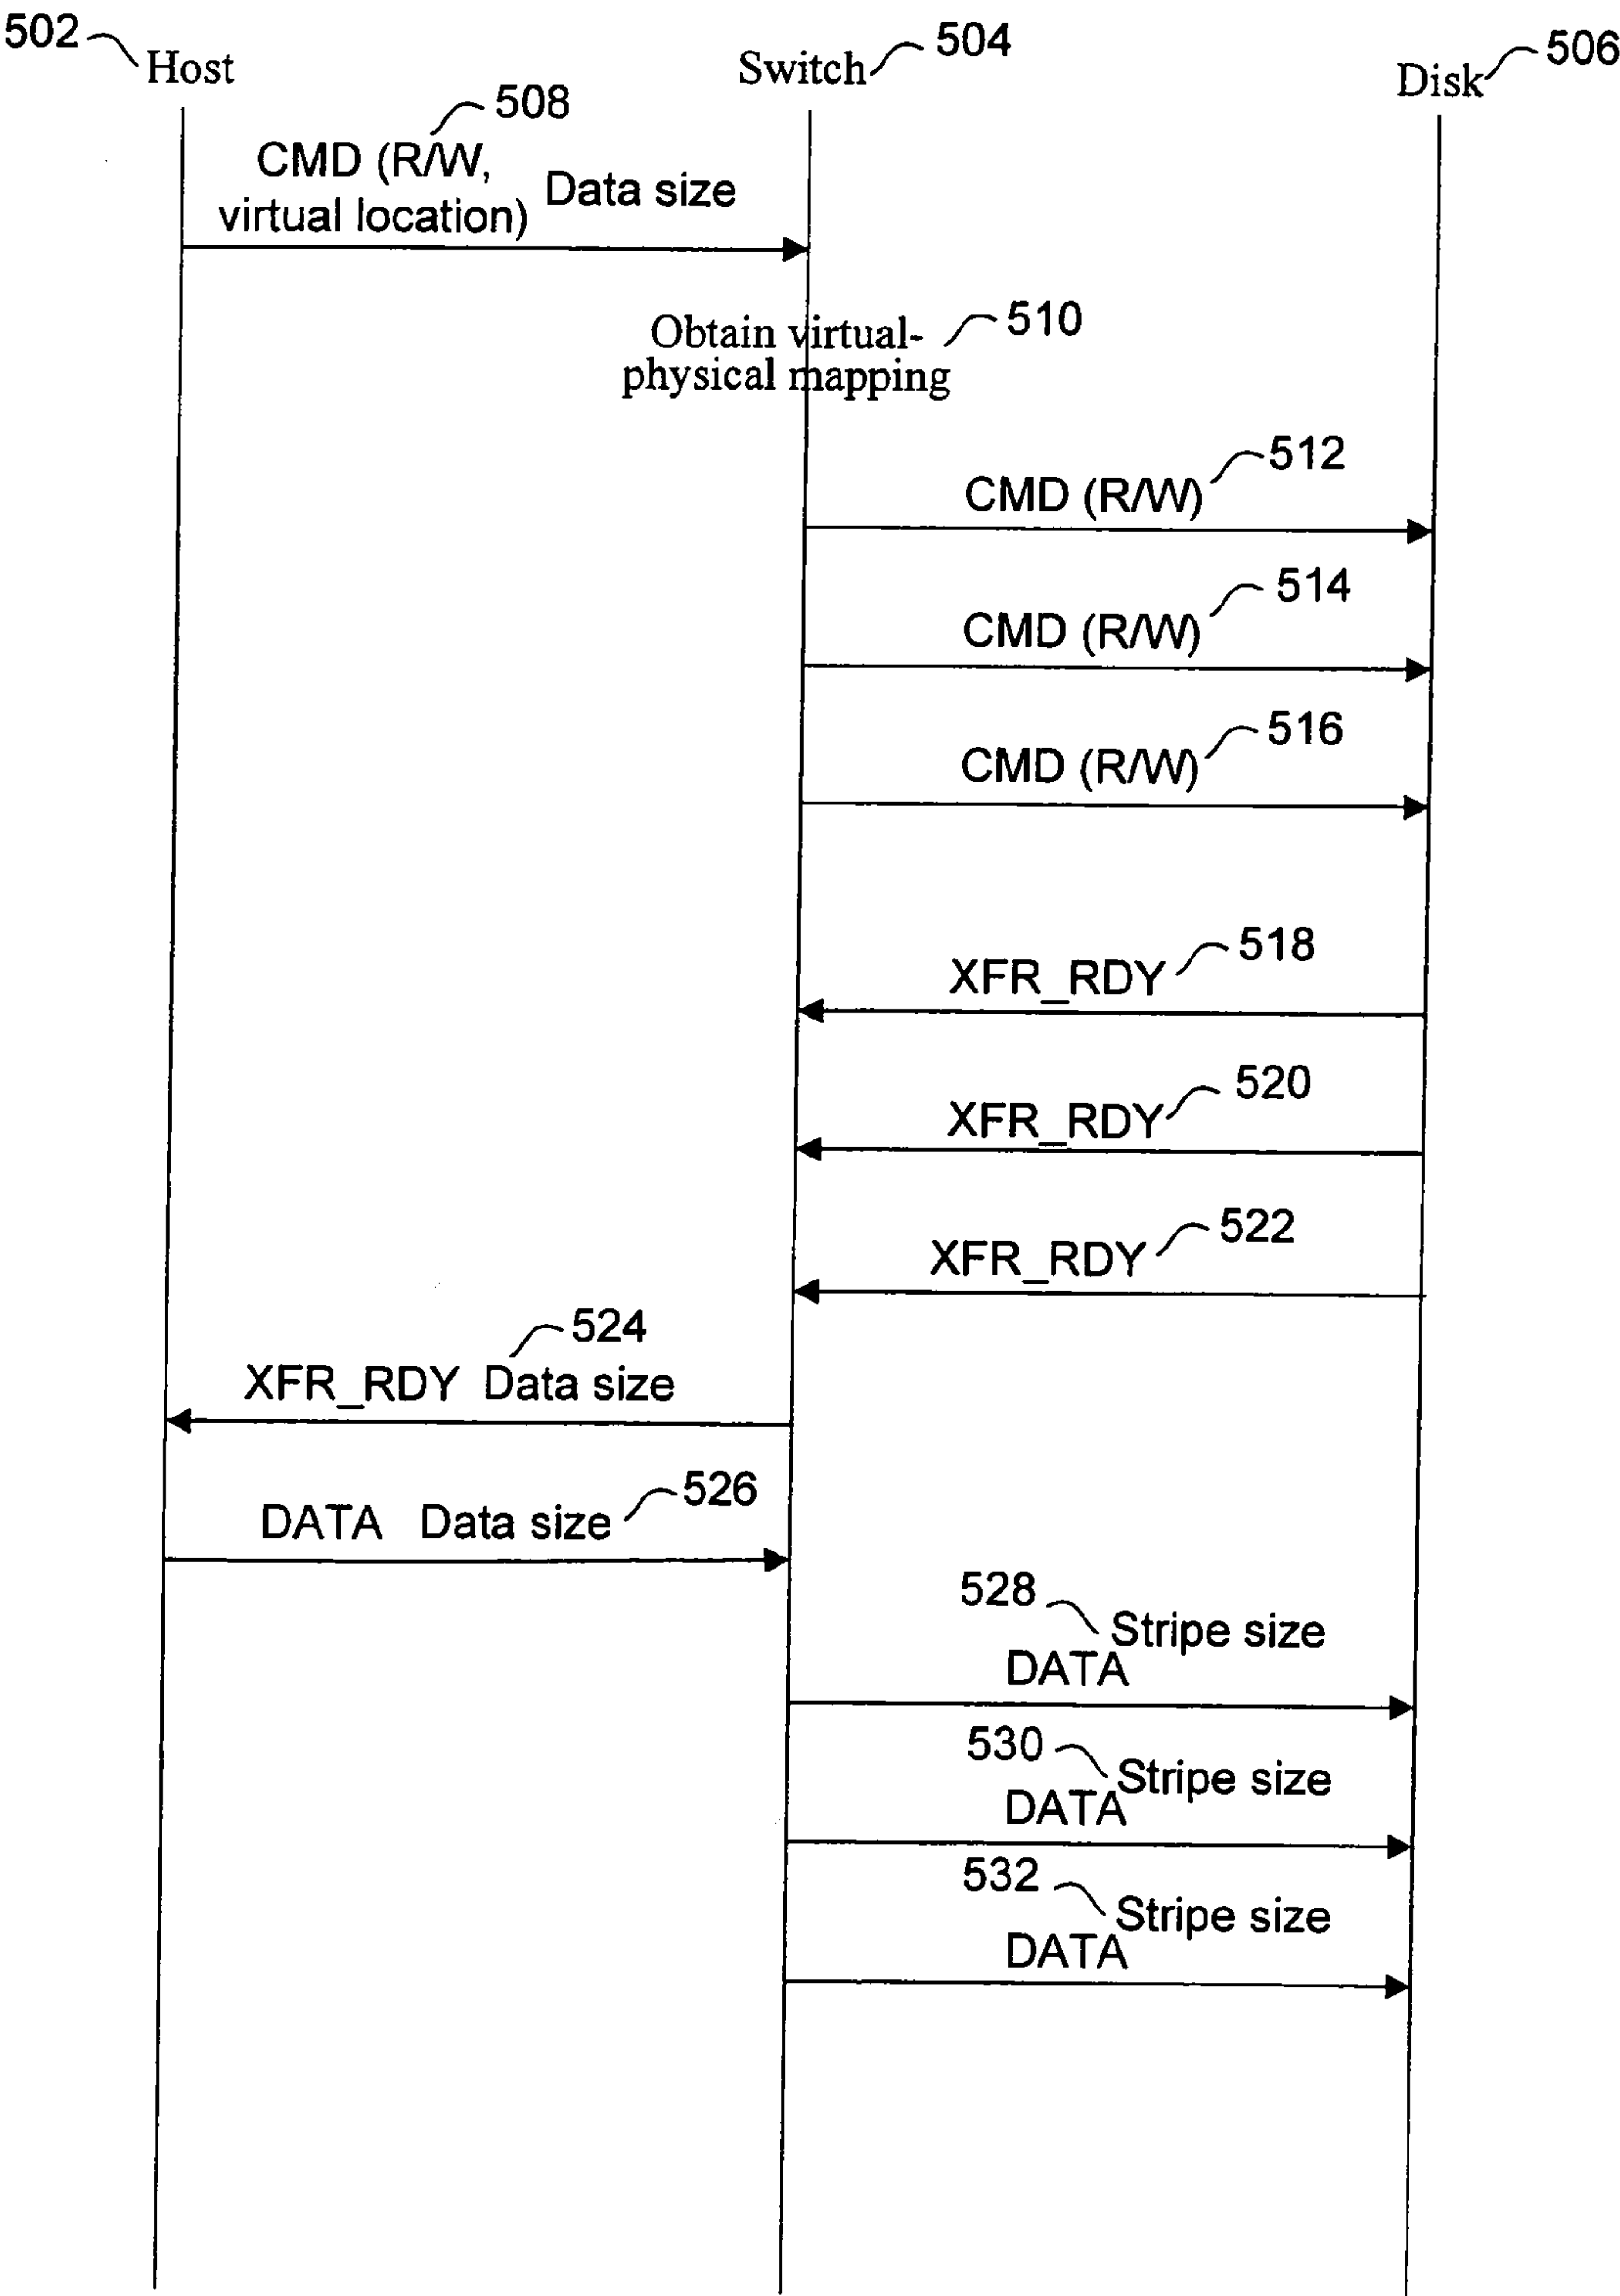 502 Host
Switch 504
Disk 506
508
CMD (R/W,
virtual location) Data size
Obtain virtual- 510
physical mapping
512
CMD (R/W)
514
CMD (R/W)
516
CMD (R/W)
518
XFR_RDY
520
XFR_RDY
522
XFR_RDY
524
XFR_RDY Data size
526
DATA Data size
528
Stripe size
DATA
530
Stripe size
DATA
532
Stripe size
DATA